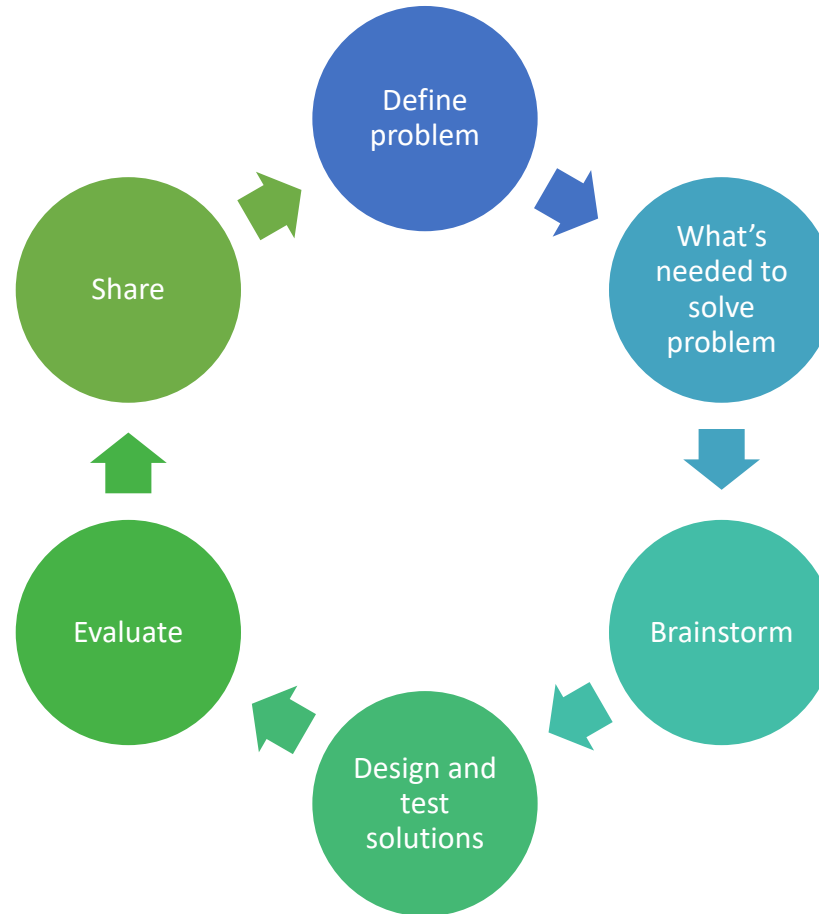 Define
problem
What’s
needed to
solve
problem
Brainstorm
Design and
test
solutions
Evaluate
Share